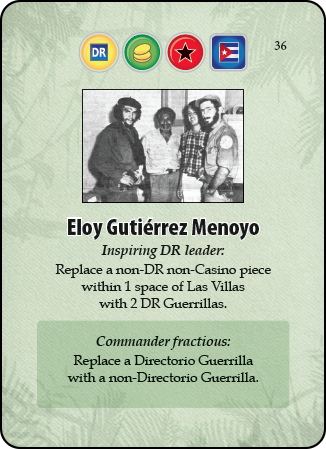 DR
36
Eloy Gutiérrez Menoyo
Inspiring DR leader:
Replace a non-DR non-Casino piece
within 1 space of Las Villas
with 2 DR Guerrillas.
Commander fractious:
Replace a Directorio Guerrilla
with a non-Directorio Guerrilla.